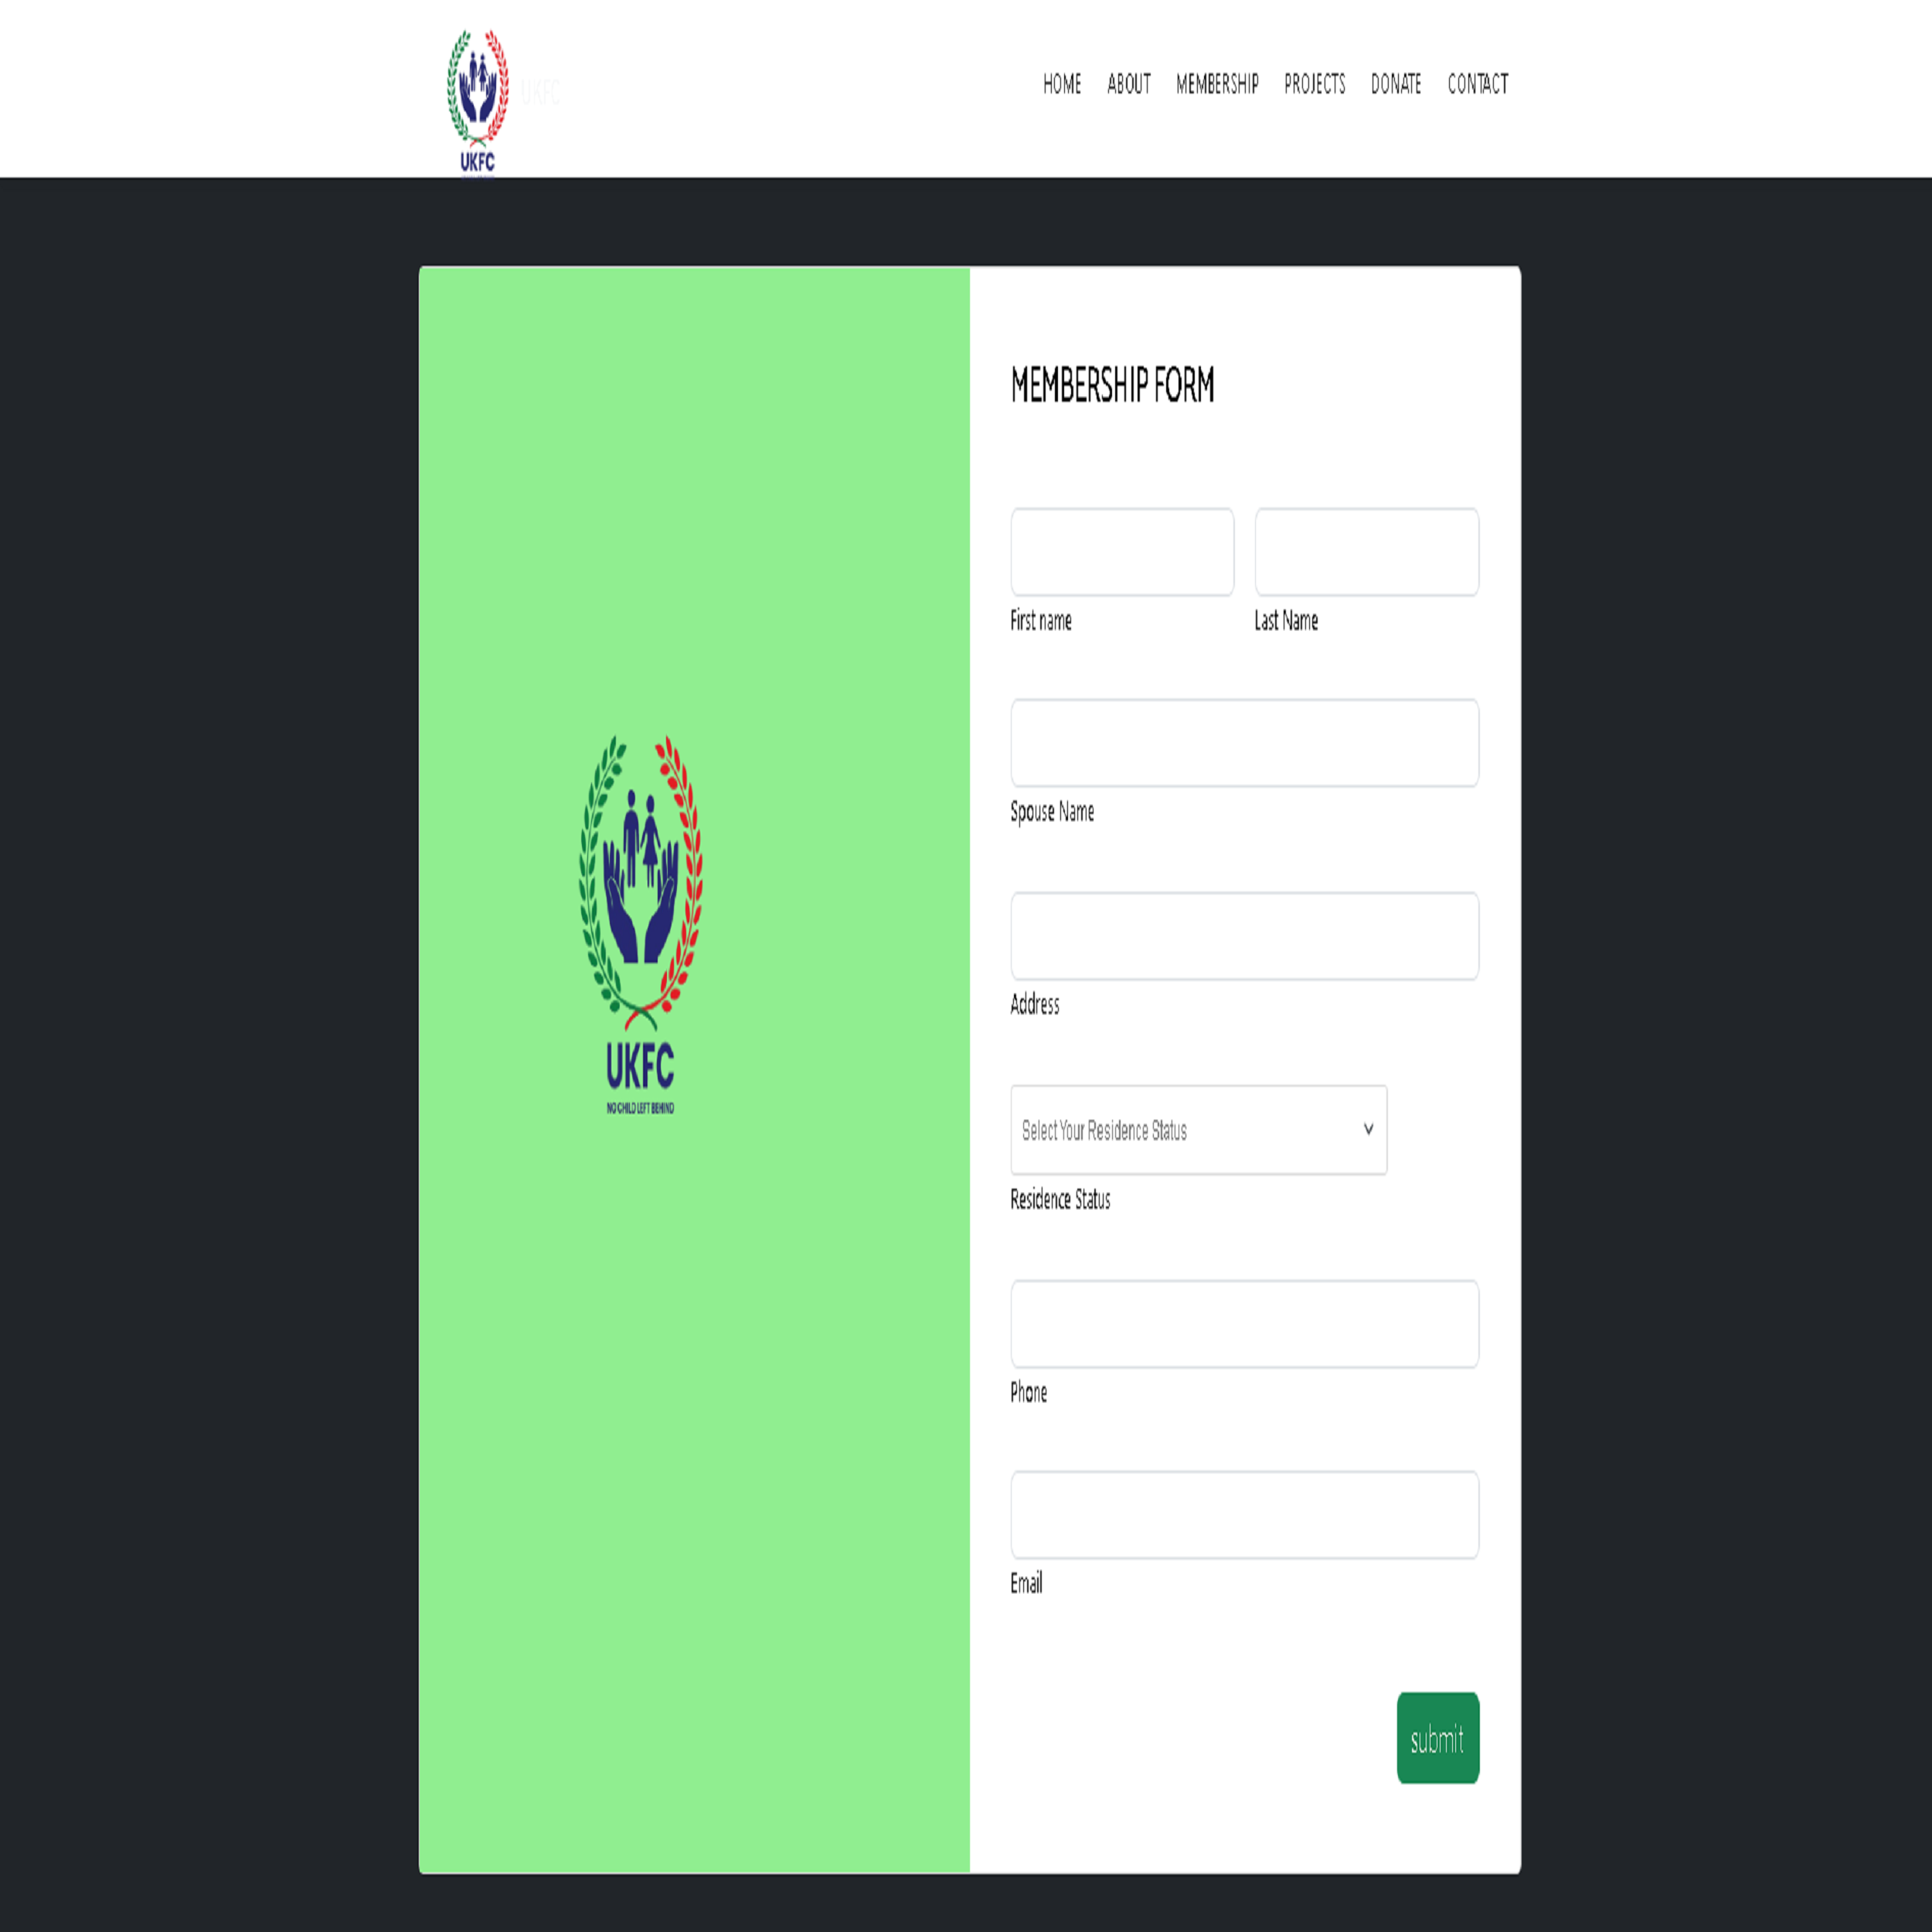 UKFC
UKFC
HOME ABOUT MEMBERSHIP PROJECTS DONATE CONTACT
MEMBERSHIP FORM
First name Last Name
Spouse Name
Address
UKFC
NO CHILD LEFT BEHIND
Select Your Residence Status
Residence Status
Phone
Email
submit